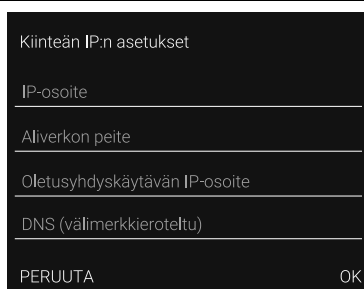 Kiinteän IP:n asetukset
IP-osoite
Aliverkon peite
Oletusyhdyskäytävän IP-osoite
DNS (välimerkkieroteltu)
PERUUTA OK